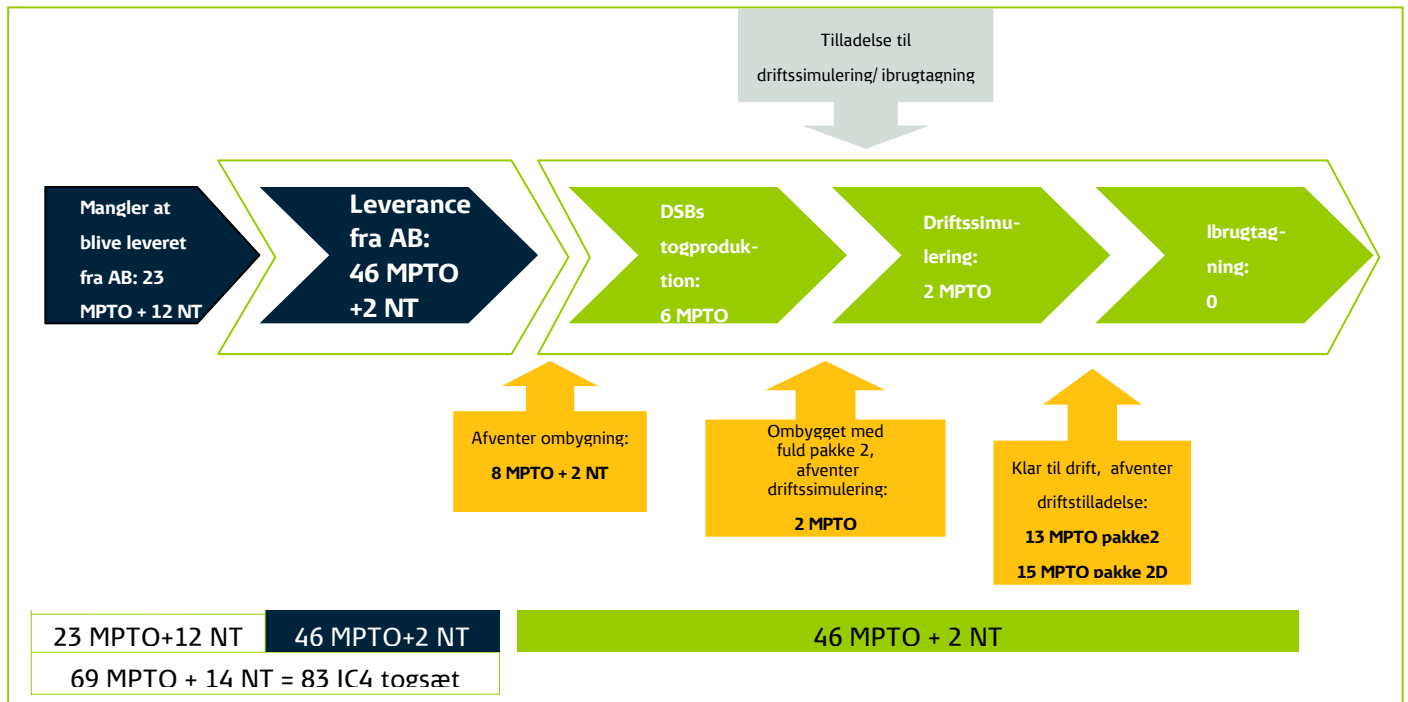 Tilladelse til
driftssimulering/ ibrugtagning
Mangler at
blive leveret
fra AB: 23
MPTO + 12 NT
Leverance
fra AB:
46 MPTO
+2 NT
DSBs
togproduk-
tion:
6 MPTO
Driftssimu-
lering:
2 MPTO
Ibrugtag-
ning:
0
Afventer ombygning:
8 MPTO + 2 NT
Ombygget med
fuld pakke 2,
afventer
driftssimulering:
2 MPTO
Klar til drift, afventer
driftstilladelse:
13 MPTO pakke2
15 MPTO pakke 2D
23 MPTO+12 NT
46 MPTO+2 NT
46 MPTO + 2 NT
69 MPTO + 14 NT = 83 IC4 togsæt